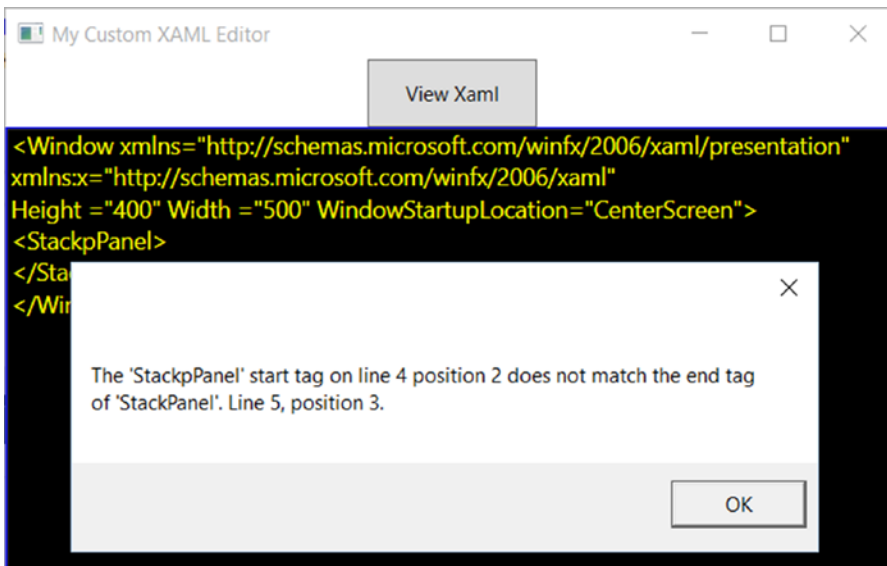 My Custom XAML Editor
View Xaml
<Window xmlns="http://schemas.microsoft.com/winfx/2006/xaml/presentation"
xmlns:x="http://schemas.microsoft.com/winfx/2006/xaml"
Height ="400" Width ="500" WindowStartupLocation="CenterScreen">
<StackpPanel>
</Sta
</Win
The 'StackpPanel' start tag on line 4 position 2 does not match the end tag
of 'StackPanel'. Line 5, position 3.
OK